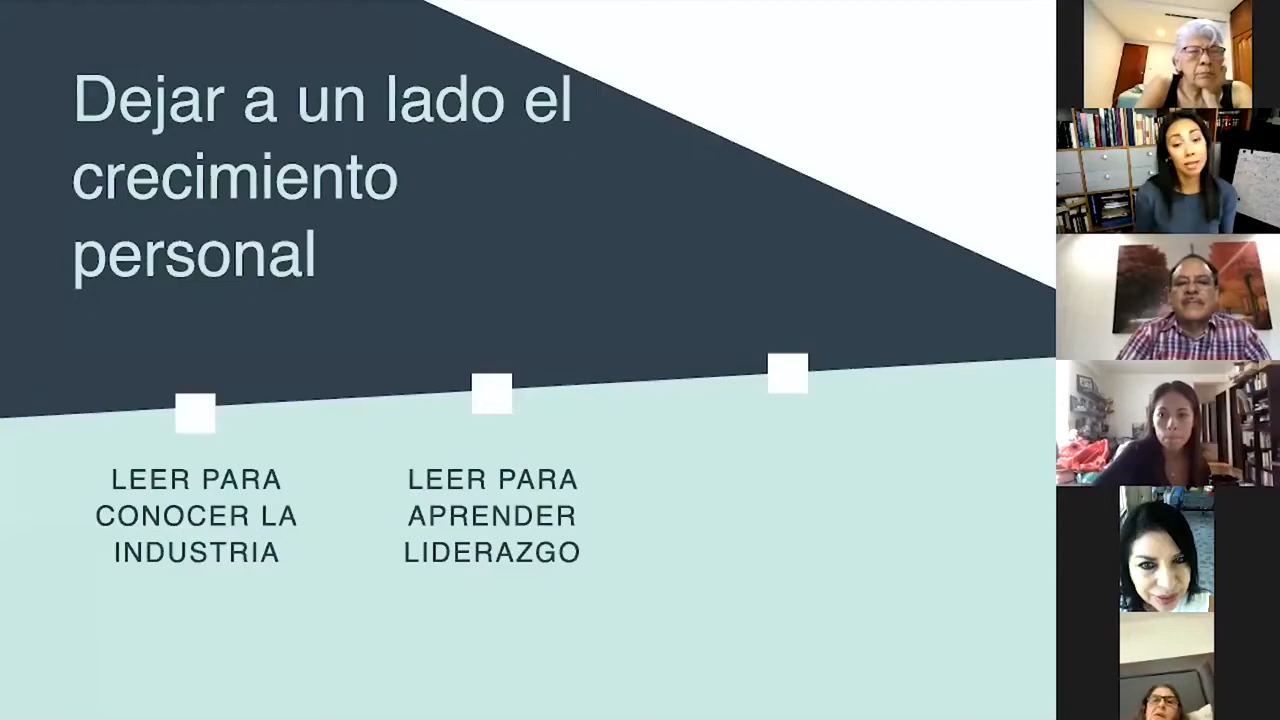 Dejar a un lado el
crecimiento
personal
LEER PARA
CONOCER LA
INDUSTRIA
LEER PARA
APRENDER
LIDERAZGO